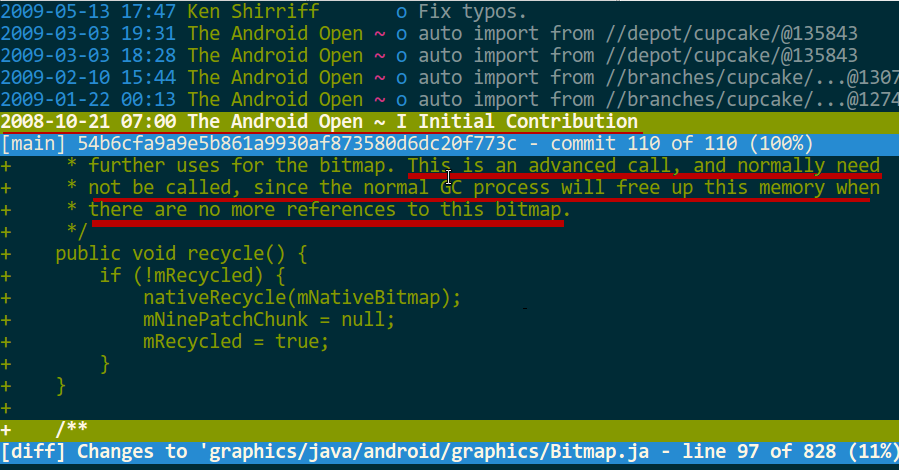 2009-05-13 17:47 Ken Shirriff o Fix typos.
2009-03-03 19:31 The Android Open ~ o auto import from //depot/cupcake/@135843
2009-03-03 18:28 The Android Open ~ o auto import from //depot/cupcake/@135843
2009-02-10 15:44 The Android Open ~ o auto import from //branches/cupcake/...@1307
2009-01-22 00:13 The Android Open ~ o auto import from //branches/cupcake/...@1274
2008-10-21 07:00 The Android Open ~ I Initial Contribution
[main] 54b6cfa9a9e5b861a9930af873580d6dc20f773c - commit 110 of 110 (100%)
+ * further uses for the bitmap. This is an advanced call, and normally need
+ * not be called, since the normal GC process will free up this memory when
+ * there are no more references to this bitmap.
+ */
+ public void recycle() {
+ if (!mRecycled) {
+ nativeRecycle(mNativeBitmap);
+ mNinePatchChunk = null;
+ mRecycled = true;
+ }
+ }
+
+ /**
[diff] Changes to 'graphics/java/android/graphics/Bitmap.ja - line 97 of 828 (11%)